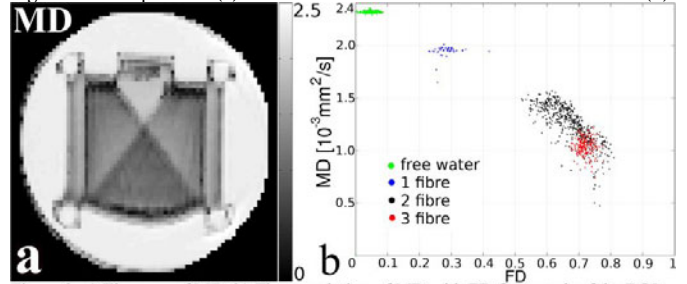 MD
2.5
0
a
2.4
2.0
1.5
1.0
0.5
MD [10⁻³mm²/s]
free water
1 fibre
2 fibre
3 fibre
0 0.1 0.2 0.3 0.4 0.5 0.6 0.7 0.8 0.9 1
FD
b